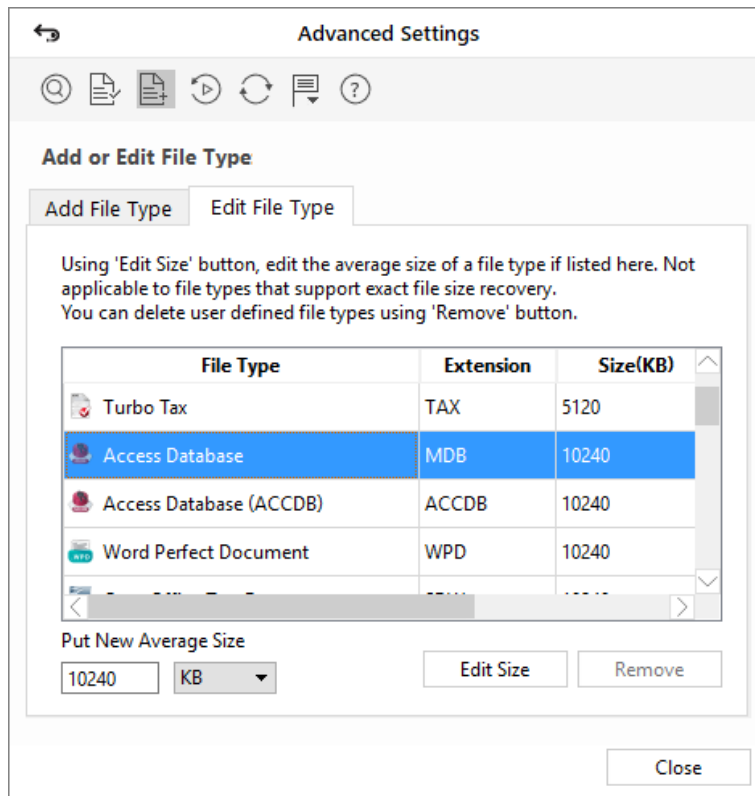 Advanced Settings
Add or Edit File Type
Add File Type Edit File Type
Using 'Edit Size' button, edit the average size of a file type if listed here. Not
applicable to file types that support exact file size recovery.
You can delete user defined file types using 'Remove' button.
File Type Extension Size(KB)
Turbo Tax TAX 5120
Access Database MDB 10240
Access Database (ACCDB) ACCDB 10240
Word Perfect Document WPD 10240
Put New Average Size
10240 KB Edit Size Remove
Close